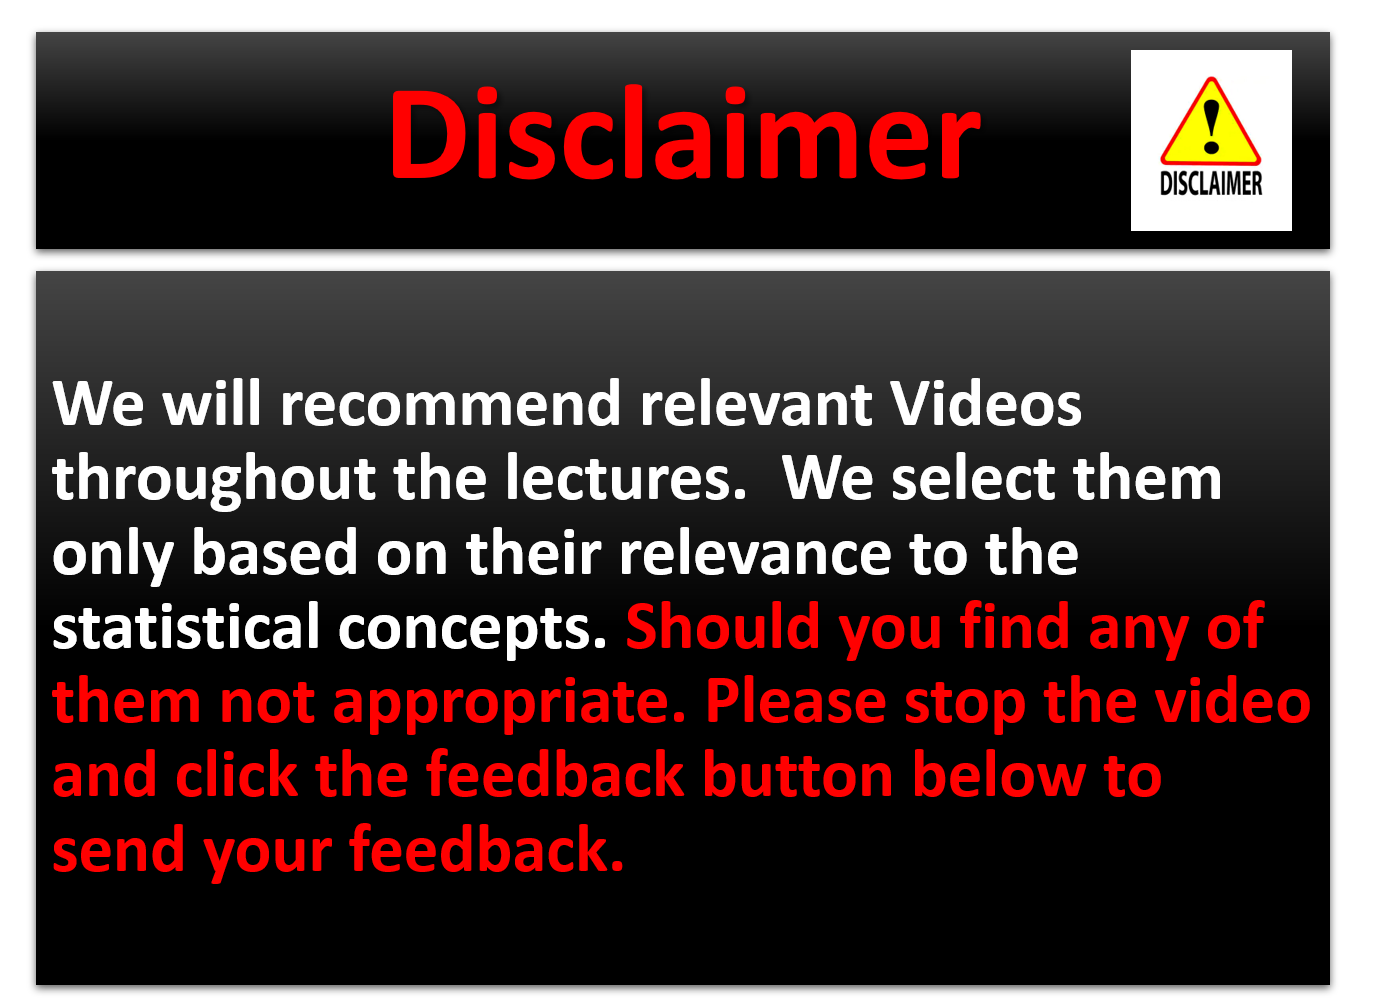 Disclaimer
DISCLAIMER
We will recommend relevant Videos
throughout the lectures.  We select them
only based on their relevance to the
statistical concepts. Should you find any of
them not appropriate. Please stop the video
and click the feedback button below to
send your feedback.